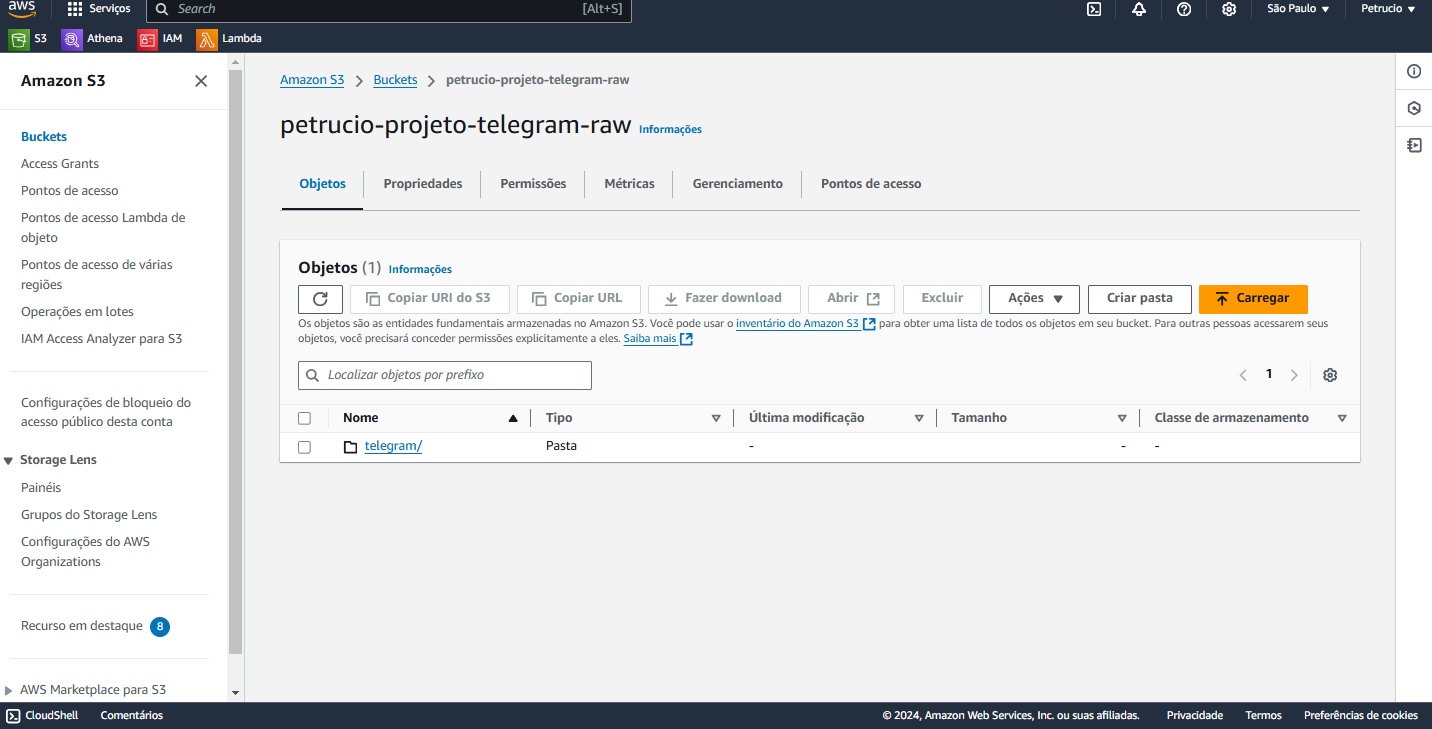 aws
Serviços
Search
[Alt+S]
São Paulo
Petrucio
S3
Athena
IAM
Lambda
Amazon S3
Buckets
Access Grants
Pontos de acesso
Pontos de acesso Lambda de
objeto
Pontos de acesso de várias
regiões
Operações em lotes
IAM Access Analyzer para S3
Configurações de bloqueio do
acesso público desta conta
Storage Lens
Painéis
Grupos do Storage Lens
Configurações do AWS
Organizations
Recurso em destaque 8
AWS Marketplace para S3
Amazon S3
Buckets
petrucio-projeto-telegram-raw
petrucio-projeto-telegram-raw Informações
Objetos
Propriedades
Permissões
Métricas
Gerenciamento
Pontos de acesso
Objetos (1) Informações
Copiar URI do S3
Copiar URL
Fazer download
Abrir
Excluir
Ações
Criar pasta
Carregar
Os objetos são as entidades fundamentais armazenadas no Amazon S3. Você pode usar o inventário do Amazon S3 para obter uma lista de todos os objetos em seu bucket. Para outras pessoas acessarem seus
objetos, você precisará conceder permissões explicitamente a eles. Saiba mais
Localizar objetos por prefixo
1
Nome
Tipo
Última modificação
Tamanho
Classe de armazenamento
telegram/
Pasta
-
-
-
CloudShell
Comentários
© 2024, Amazon Web Services, Inc. ou suas afiliadas.
Privacidade
Termos
Preferências de cookies